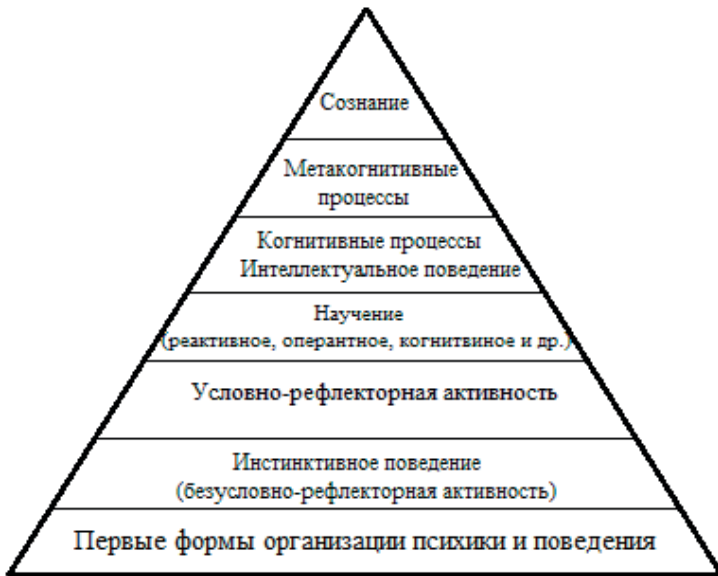 Сознание
Метакогнитивные
процессы
Когнитивные процессы
Интеллектуальное поведение
Научение
(реактивное, оперантное, когнитвиное и др.)
Условно-рефлекторная активность
Инстинктивное поведение
(безусловно-рефлекторная активность)
Первые формы организации психики и поведения